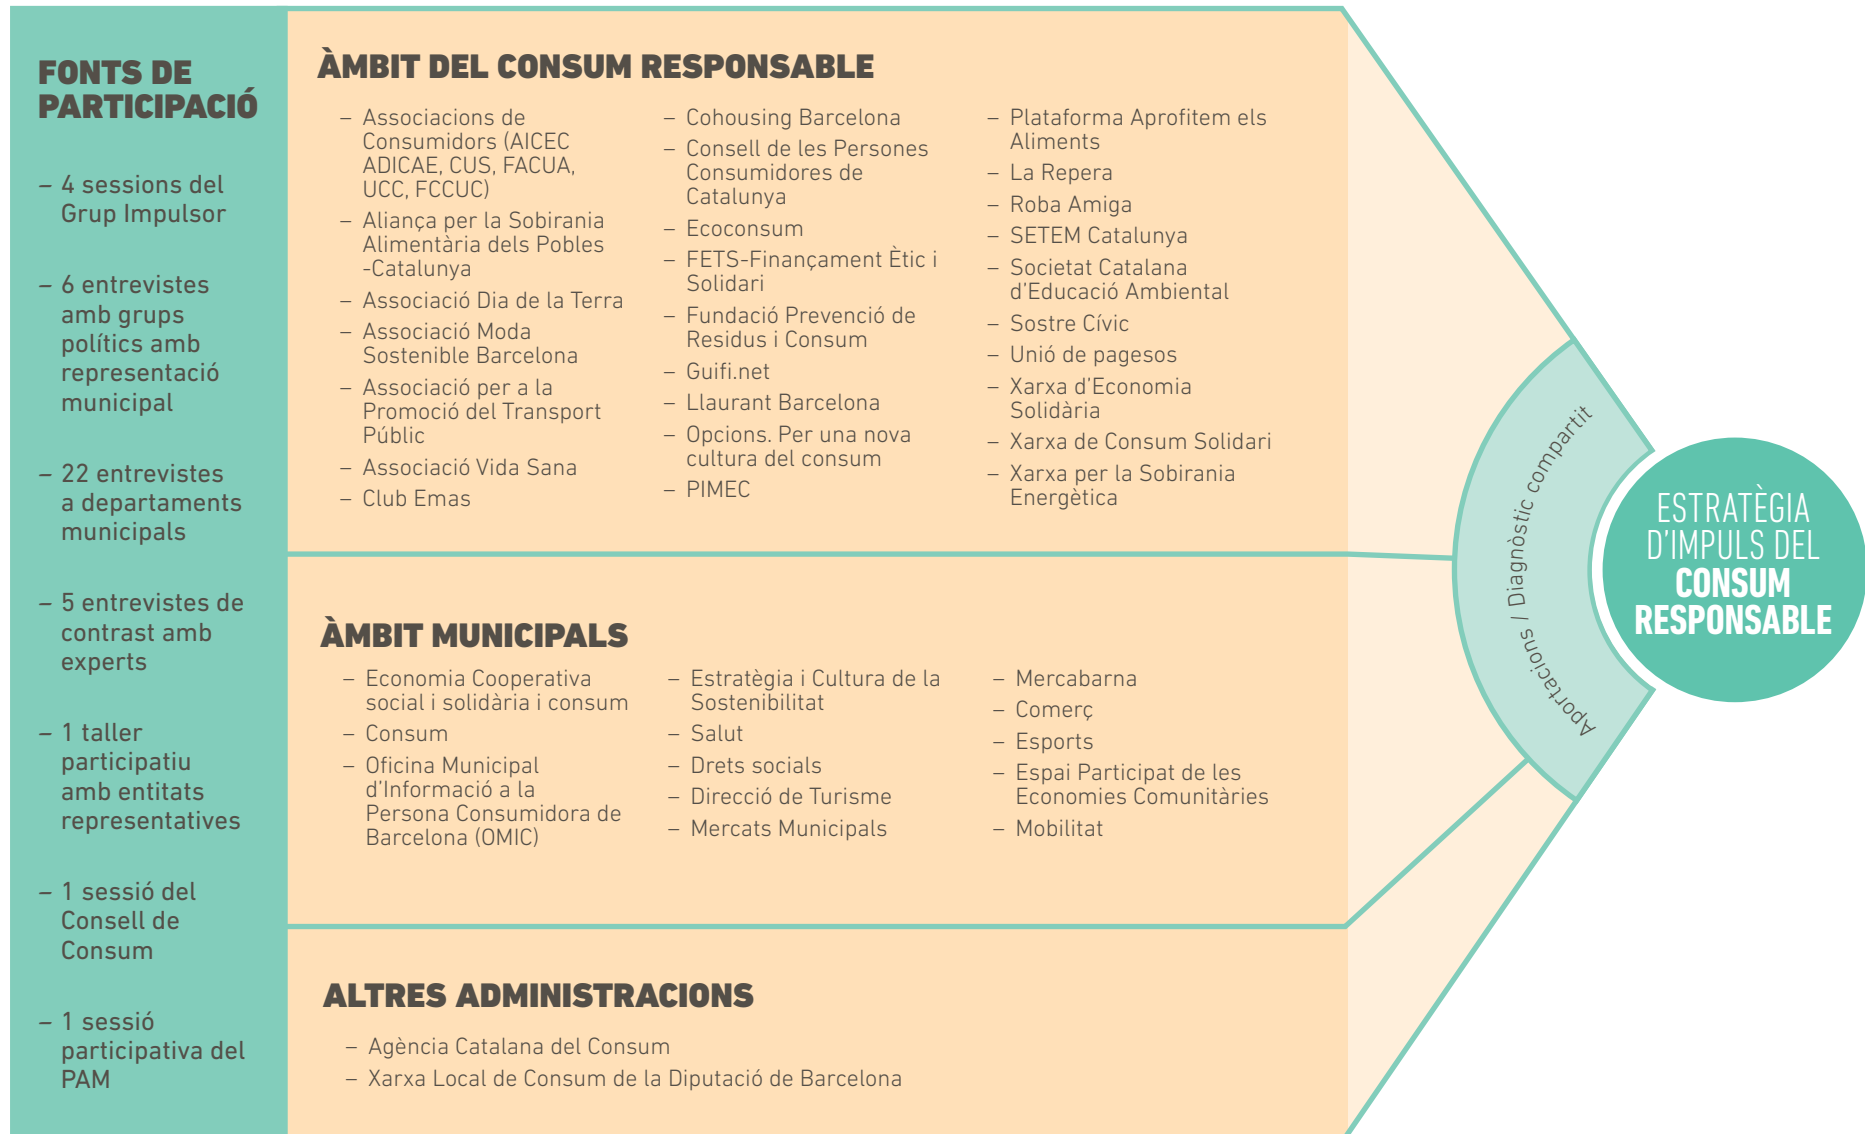 FONTS DE
PARTICIPACIÓ
– 4 sessions del
Grup Impulsor
– 6 entrevistes
amb grups
polítics amb
representació
municipal
– 22 entrevistes
a departaments
municipals
– 5 entrevistes de
contrast amb
experts
– 1 taller
participatiu
amb entitats
representatives
– 1 sessió del
Consell de
Consum
– 1 sessió
participativa del
PAM
ÀMBIT DEL CONSUM RESPONSABLE
– Associacions de
Consumidors (AICEC
ADICAE, CUS, FACUA,
UCC, FCCUC)
– Aliança per la Sobirania
Alimentària dels Pobles
-Catalunya
– Associació Dia de la Terra
– Associació Moda
Sostenible Barcelona
– Associació per a la
Promoció del Transport
Públic
– Associació Vida Sana
– Club Emas
– Cohousing Barcelona
– Consell de les Persones
Consumidores de
Catalunya
– Ecoconsum
– FETS-Finançament Ètic i
Solidari
– Fundació Prevenció de
Residus i Consum
– Guifi.net
– Llaurant Barcelona
– Opcions. Per una nova
cultura del consum
– PIMEC
– Plataforma Aprofitem els
Aliments
– La Repera
– Roba Amiga
– SETEM Catalunya
– Societat Catalana
d'Educació Ambiental
– Sostre Cívic
– Unió de pagesos
– Xarxa d'Economia
Solidària
– Xarxa de Consum Solidari
– Xarxa per la Sobirania
Energètica
ÀMBIT MUNICIPALS
– Economia Cooperativa
social i solidària i consum
– Consum
– Oficina Municipal
d'Informació a la
Persona Consumidora de
Barcelona (OMIC)
– Estratègia i Cultura de la
Sostenibilitat
– Salut
– Drets socials
– Direcció de Turisme
– Mercats Municipals
– Mercabarna
– Comerç
– Esports
– Espai Participat de les
Economies Comunitàries
– Mobilitat
ALTRES ADMINISTRACIONS
– Agència Catalana del Consum
– Xarxa Local de Consum de la Diputació de Barcelona
Aportacions / Diagnòstic compartit
ESTRATÈGIA
D'IMPULS DEL
CONSUM
RESPONSABLE